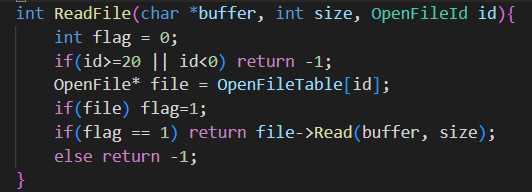 int ReadFile(char *buffer, int size, OpenFileId id){
    int flag = 0;
    if(id>=20 || id<0) return -1;
    OpenFile* file = OpenFileTable[id];
    if(file) flag=1;
    if(flag == 1) return file->Read(buffer, size);
    else return -1;
}